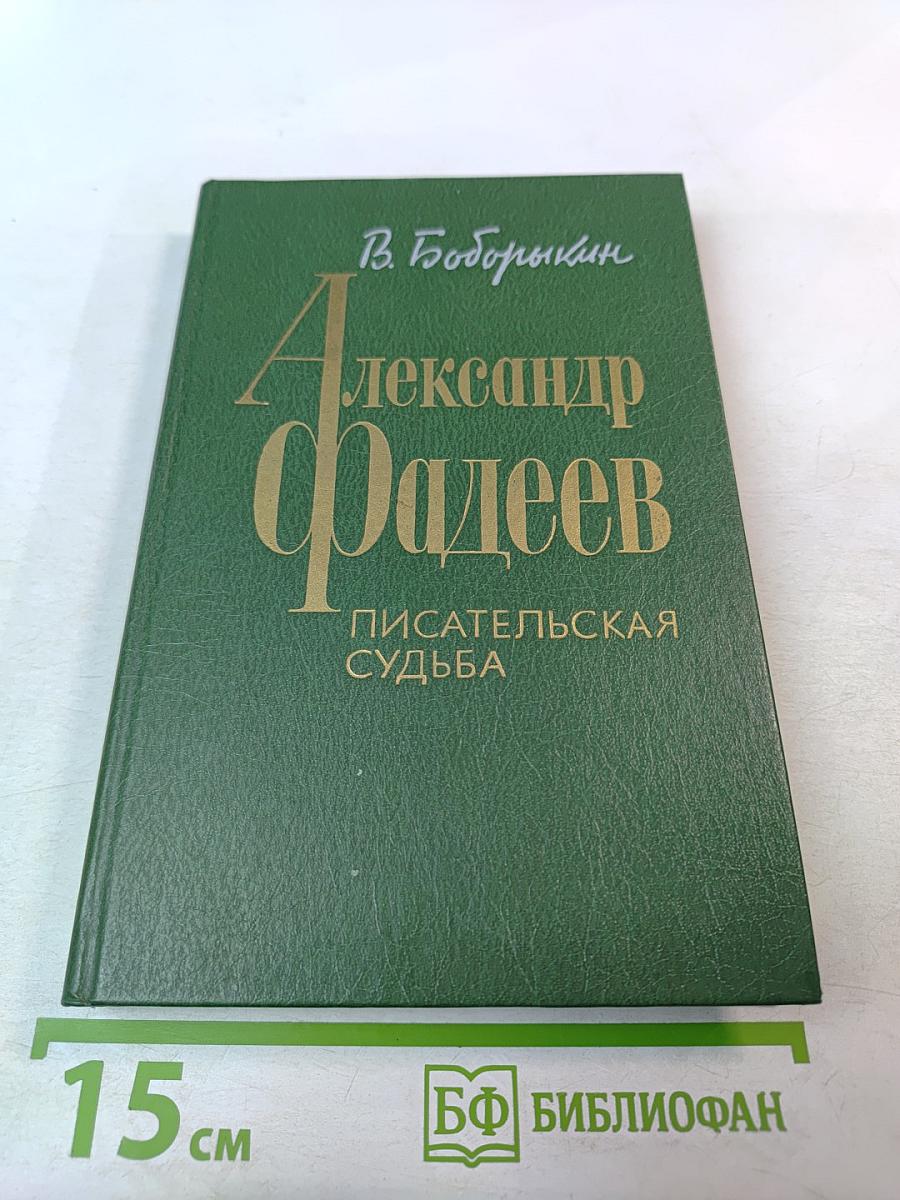 В. Боборыкин
Александр
Фадеев
ПИСАТЕЛЬСКАЯ
СУДЬБА
15 см
БФ БИБЛИОФАН